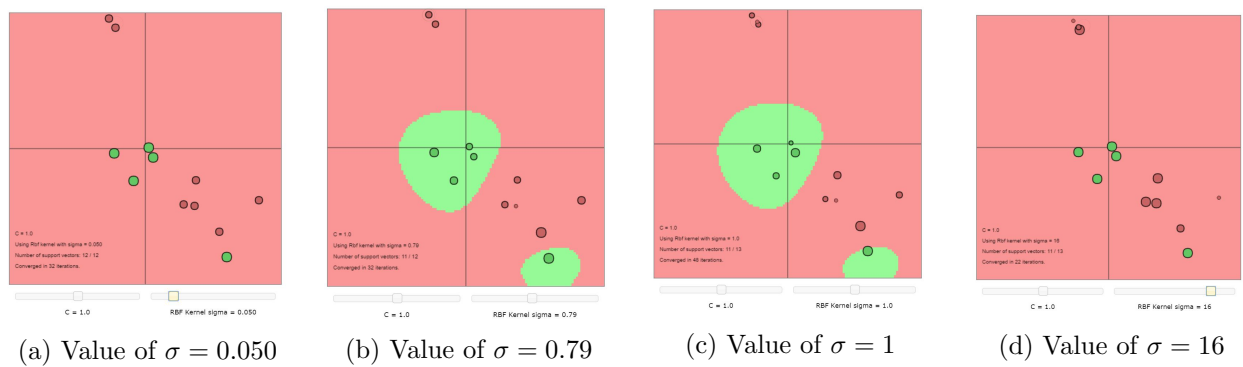 C = 1.0
Using Rbf kernel with sigma = 0.050
Number of support vectors: 12 / 12
Converged in 32 iterations.
C = 1.0
RBF Kernel sigma = 0.050
(a) Value of σ = 0.050
C = 1.0
Using Rbf kernel with sigma = 0.79
Number of support vectors: 11 / 12
Converged in 32 iterations.
C = 1.0
RBF Kernel sigma = 0.79
(b) Value of σ = 0.79
C = 1.0
Using Rbf kernel with sigma = 1.0
Number of support vectors: 11 / 13
Converged in 48 iterations.
C = 1.0
RBF Kernel sigma = 1.0
(c) Value of σ = 1
C = 1.0
Using Rbf kernel with sigma = 16
Number of support vectors: 11 / 13
Converged in 22 iterations.
C = 1.0
RBF Kernel sigma = 16
(d) Value of σ = 16